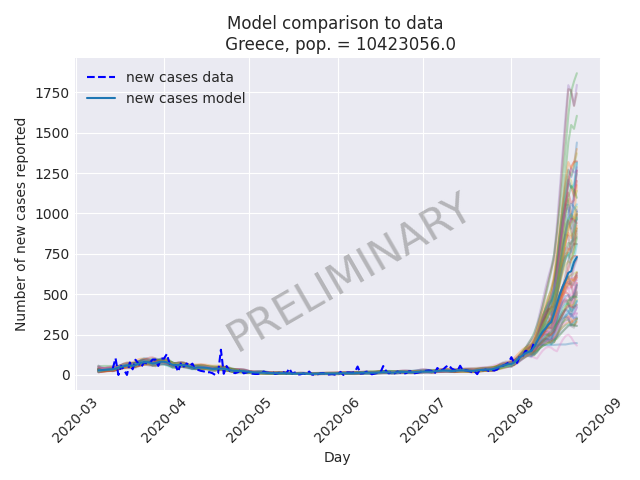 Model comparison to data
Greece, pop. = 10423056.0
new cases data
new cases model
Number of new cases reported
1750
1500
1250
1000
750
500
250
0
PRELIMINARY
2020-03
2020-04
2020-05
2020-06
2020-07
2020-08
2020-09
Day